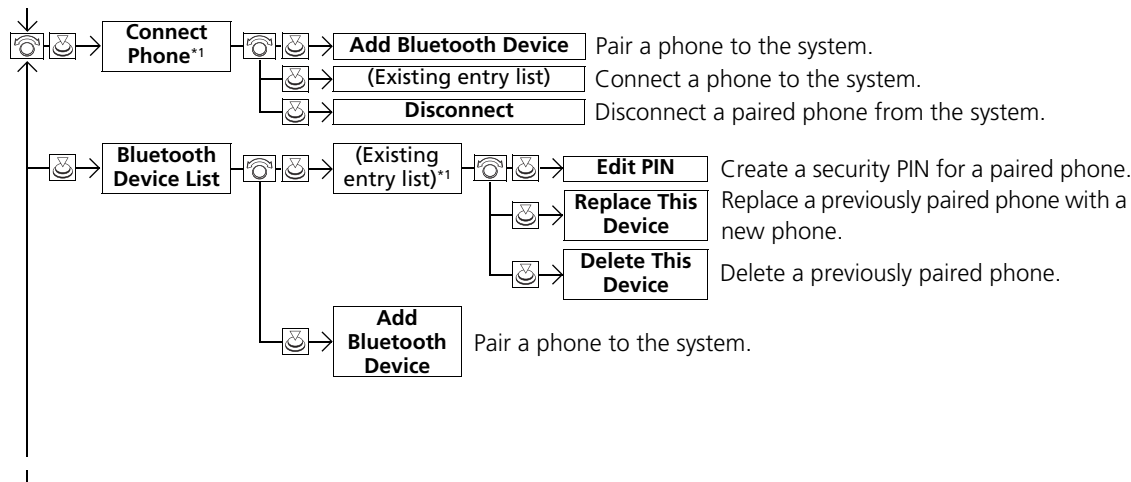 Connect
Phone*1
Add Bluetooth Device
Pair a phone to the system.
(Existing entry list)
Connect a phone to the system.
Disconnect
Disconnect a paired phone from the system.
Bluetooth
Device List
(Existing
entry list)*1
Edit PIN
Create a security PIN for a paired phone.
Replace This
Device
Replace a previously paired phone with a
new phone.
Delete This
Device
Delete a previously paired phone.
Add
Bluetooth
Device
Pair a phone to the system.